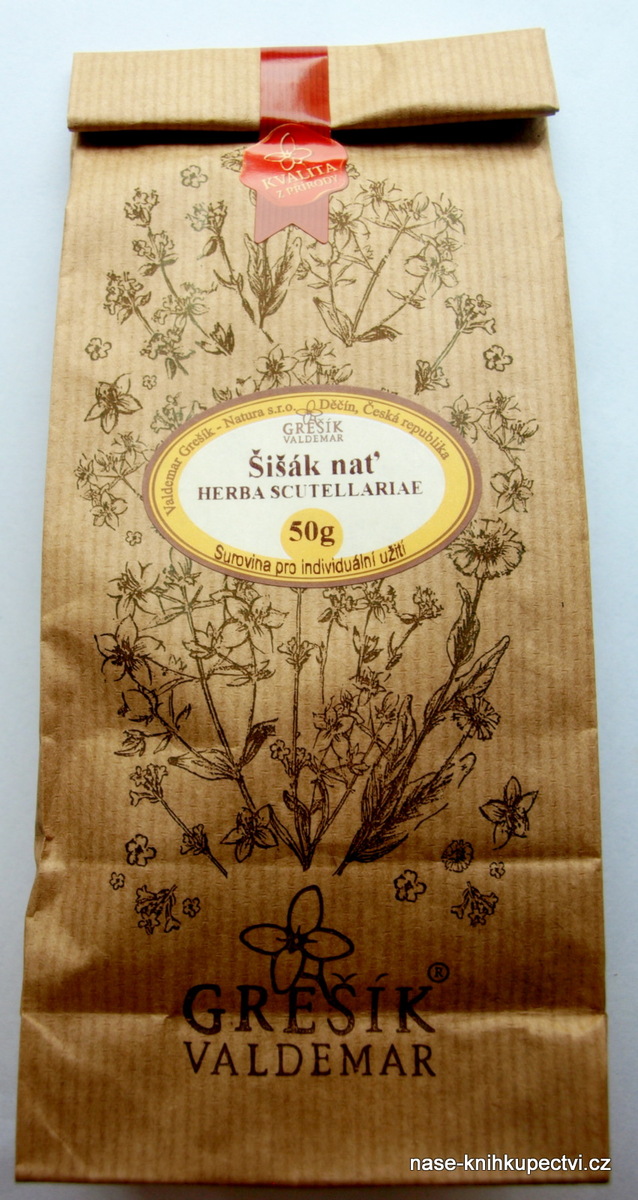 KVALITA
Z PŘÍRODY
Valdemar Grešík - Natura s.r.o. Děčín, Česká republika
GREŠÍK
VALDEMAR
Šišák nať
HERBA SCUTELLARIAE
50g
Surovina pro individuální užití
GREŠÍK®
VALDEMAR
nase-knihkupectvi.cz